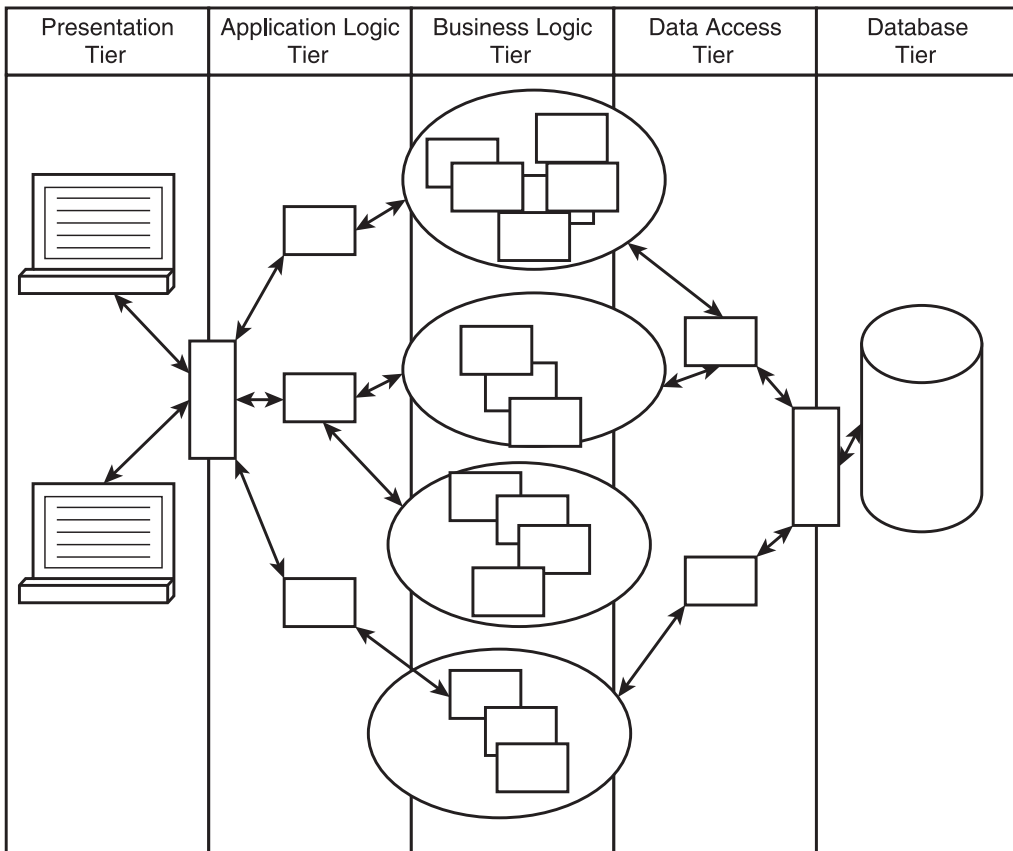 Presentation
Tier
Application Logic
Tier
Business Logic
Tier
Data Access
Tier
Database
Tier